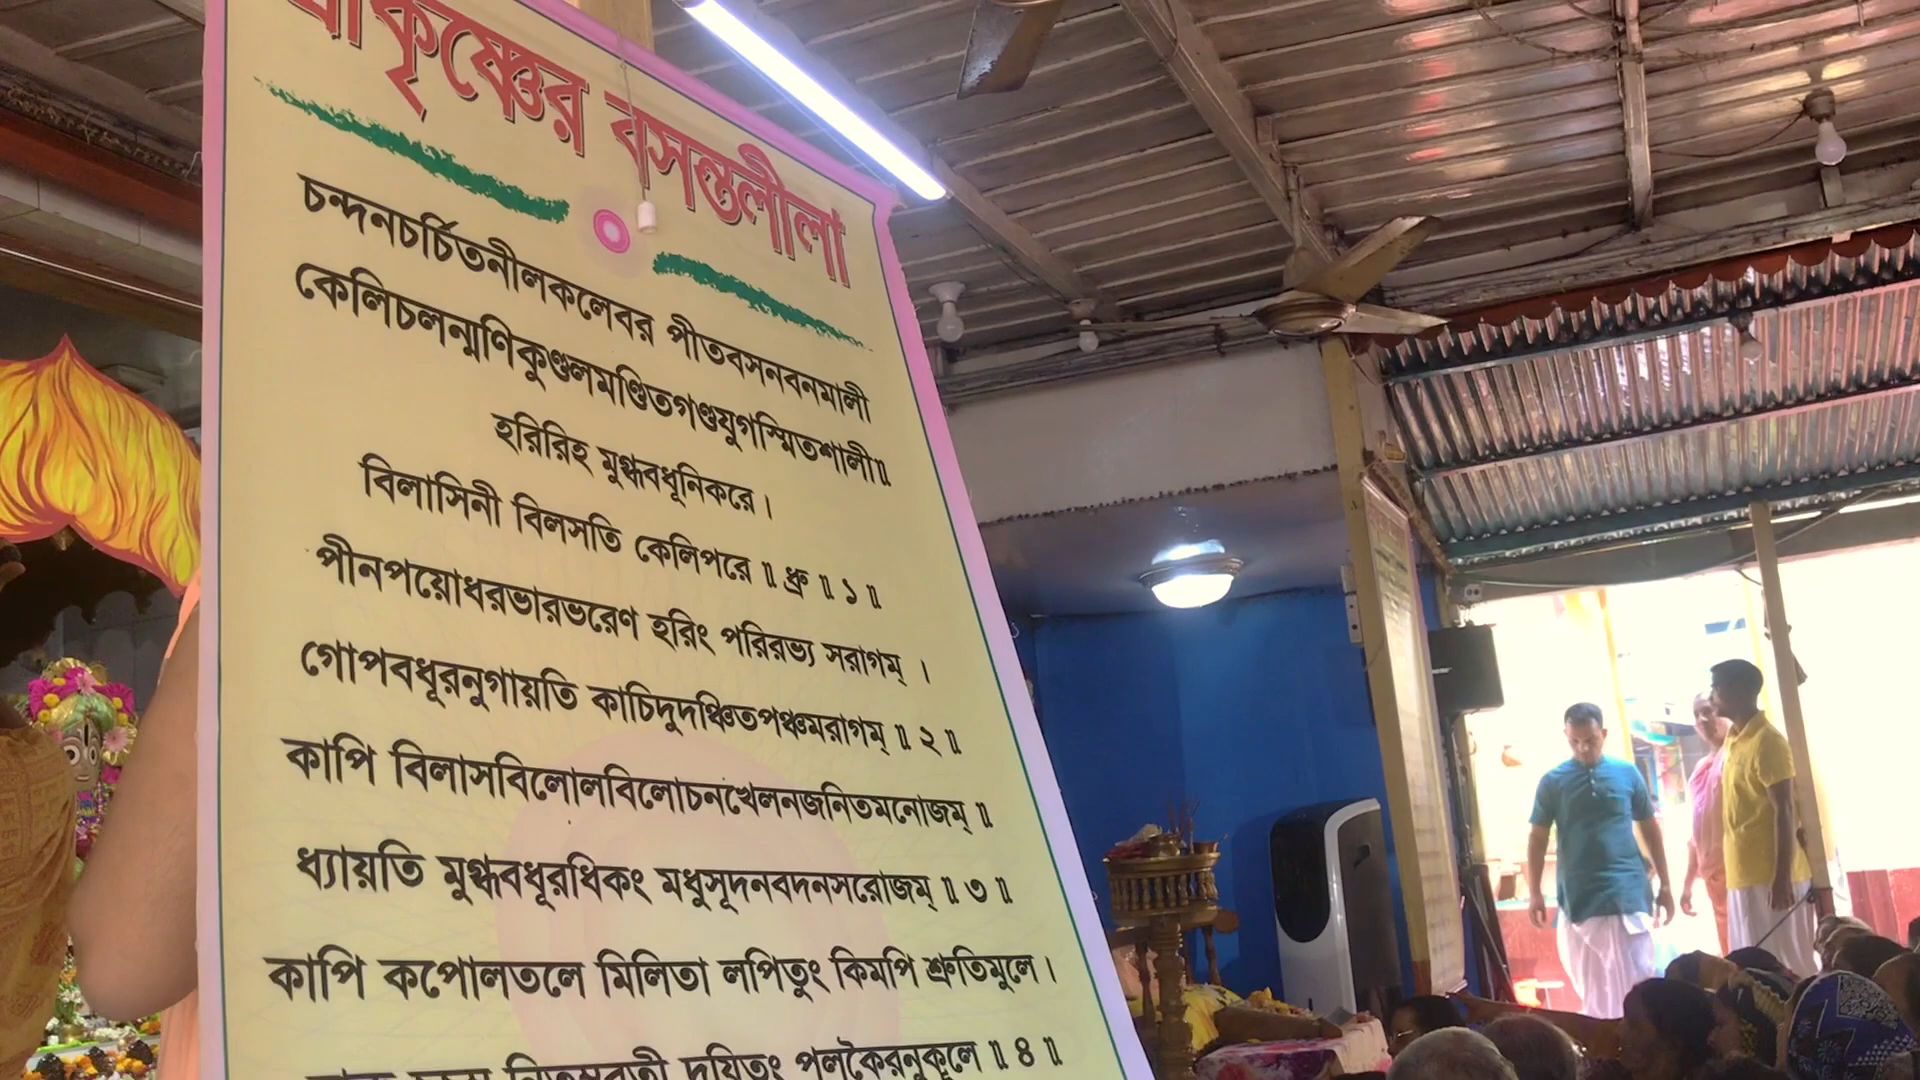 শ্রীকৃষ্ণের বসন্তলীলা
চন্দনচর্চিতনীলকলেবর পীতবসনবনমালী
কেলিচলন্মণিকুণ্ডলমণ্ডিতগণ্ডযুগস্মিতশালী॥
হরিরিহ মুগ্ধবধূনিকরে।
বিলাসিনী বিলসতি কেলিপরে ॥ ধ্রু ॥ ১ ॥
পীনপয়োধরভারভরেণ হরিং পরিরভ্য সরাগম্ ।
গোপবধূরনুগায়তি কাচিদুদঞ্চিতপঞ্চমরাগম্ ॥ ২ ॥
কাপি বিলাসবিলোলবিলোচনখেলনজনিতমনোজম্ ॥
ধ্যায়তি মুগ্ধবধূরধিকং মধুসূদনবদনসরোজম্ ॥ ৩ ॥
কাপি কপোলতলে মিলিতা লপিতুং কিমপি শ্রুতিমুলে।
দয়িতং পুলকৈরনুকূলে ॥ ৪ ॥